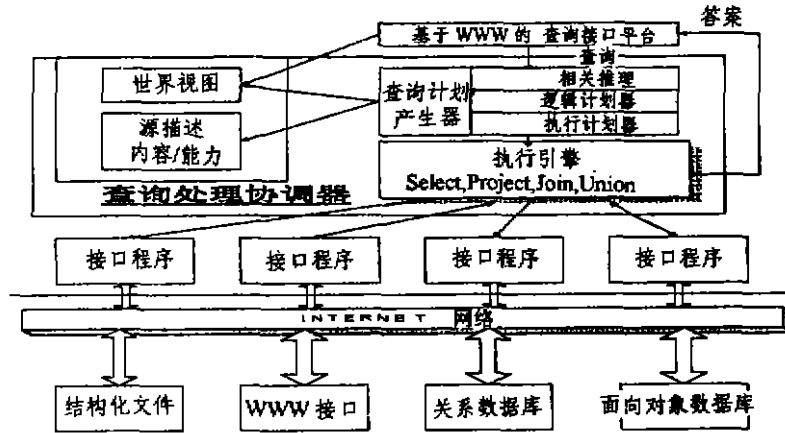 答案
基于 WWW 的 查询接口平台
查询
世界视图
查询计划
产生器
相关推理
逻辑计划器
执行计划器
源描述
内容/能力
执行引擎
Select,Project,Join,Union
查询处理协调器
接口程序
接口程序
接口程序
接口程序
INTERNET 网络
结构化文件
WWW 接口
关系数据库
面向对象数据库